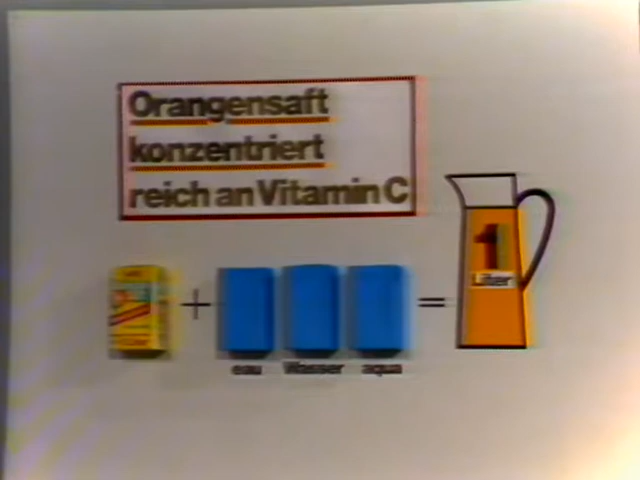 Orangensaft
konzentriert
reich an Vitamin C
+
=
1
Liter
eau Wasser aqua